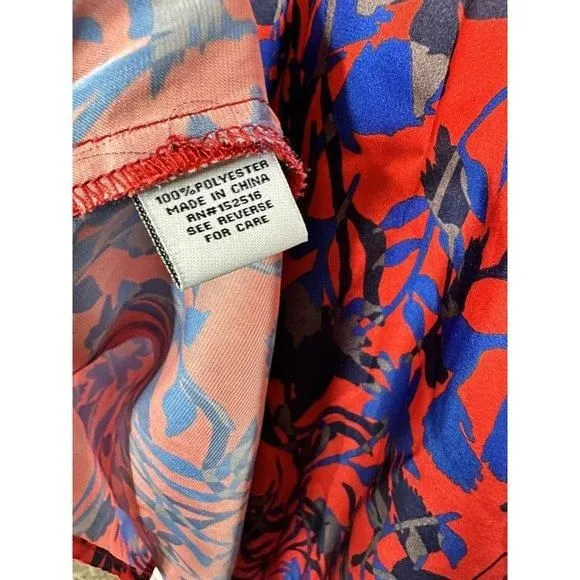 100%POLYESTER
MADE IN CHINA
RN#152516
SEE REVERSE
FOR CARE